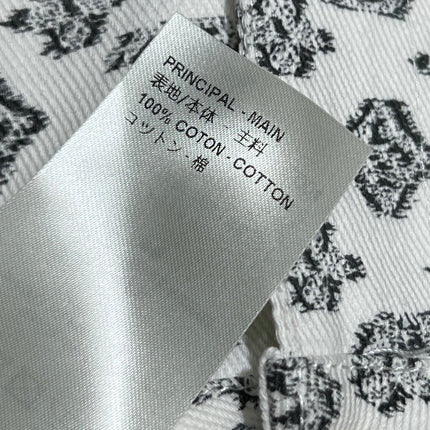 PRINCIPAL - MAIN
表地/本体 - 主料
100% COTON - COTTON
コットン - 棉